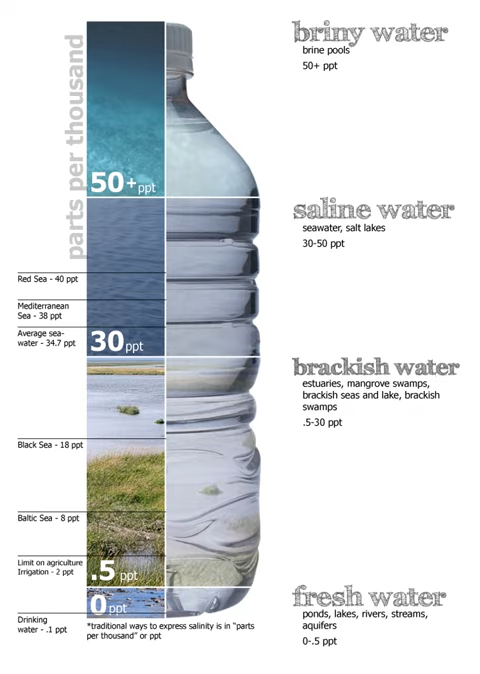 parts per thousand
50+ppt
Red Sea - 40 ppt
Mediterranean
Sea - 38 ppt
Average sea-
water - 34.7 ppt
30ppt
Black Sea - 18 ppt
Baltic Sea - 8 ppt
Limit on agriculture
Irrigation - 2 ppt
.5 ppt
0ppt
Drinking
water - .1 ppt
*traditional ways to express salinity is in "parts
per thousand" or ppt
briny water
brine pools
50+ ppt
saline water
seawater, salt lakes
30-50 ppt
brackish water
estuaries, mangrove swamps,
brackish seas and lake, brackish
swamps
.5-30 ppt
fresh water
ponds, lakes, rivers, streams,
aquifers
0-.5 ppt